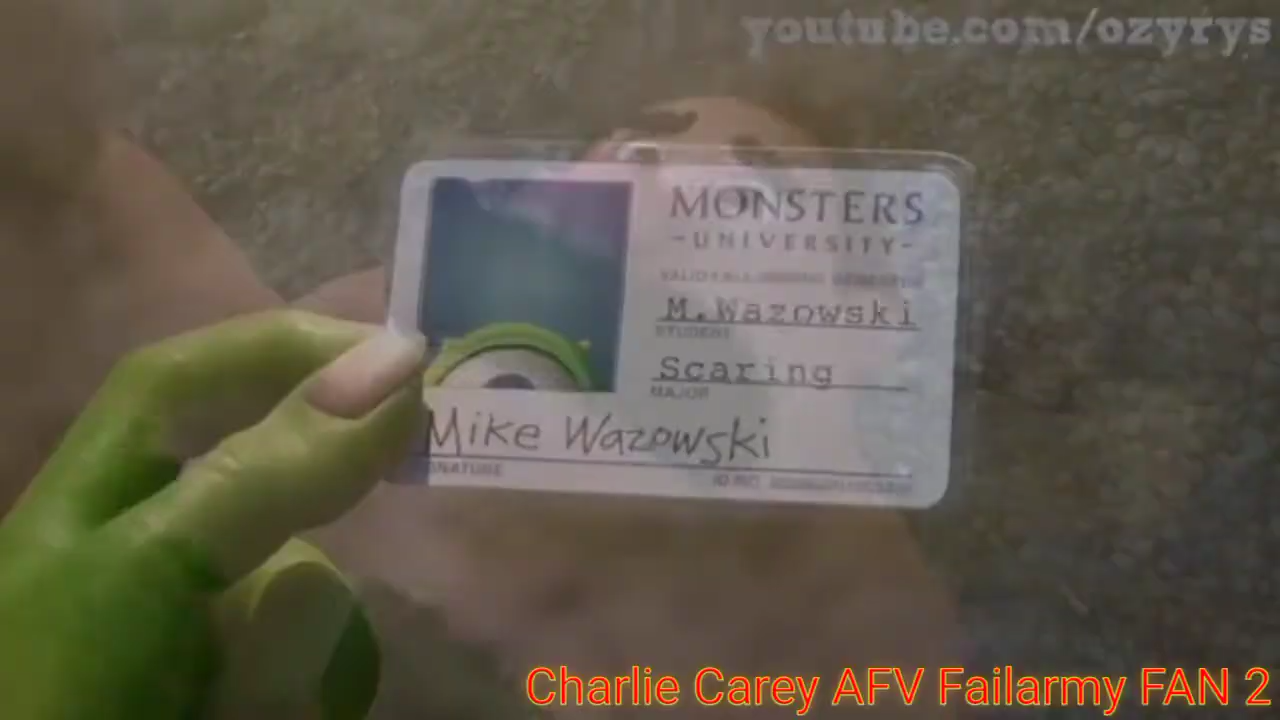 youtube.com/ozyrys
MONSTERS
-UNIVERSITY-
M.Wazowski
STUDENT
Scaring
MAJOR
Mike Wazowski
Charlie Carey AFV Failarmy FAN 2